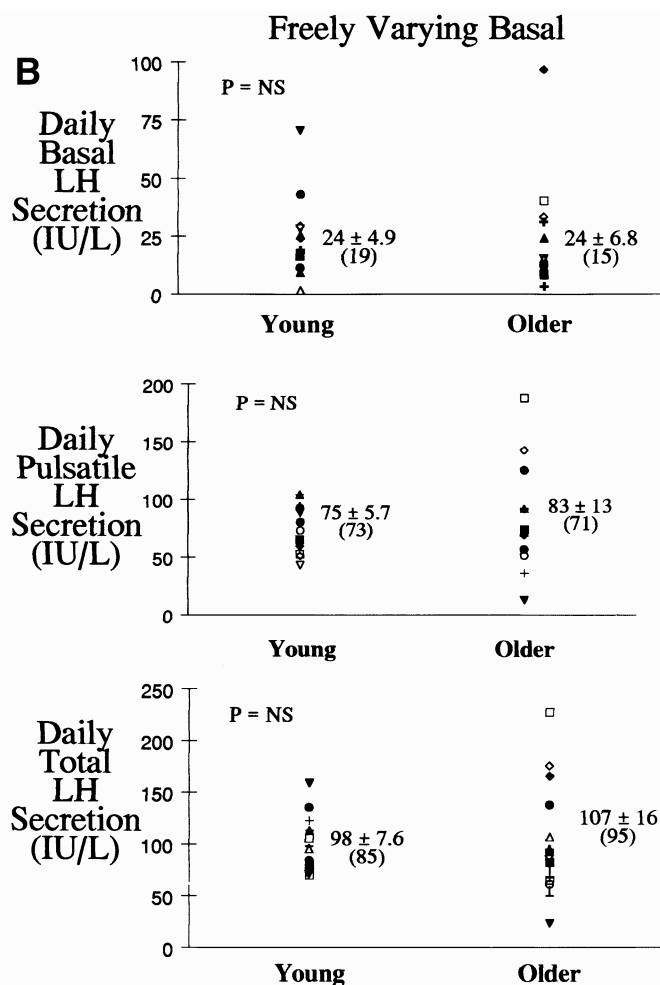 Freely Varying Basal
B
Daily
Basal
LH
Secretion
(IU/L)
100
75
50
25
0
P = NS
24 ± 4.9
(19)
24 ± 6.8
(15)
Young
Older
Daily
Pulsatile
LH
Secretion
(IU/L)
200
150
100
50
0
P = NS
75 ± 5.7
(73)
83 ± 13
(71)
Young
Older
Daily
Total
LH
Secretion
(IU/L)
250
200
150
100
50
0
P = NS
98 ± 7.6
(85)
107 ± 16
(95)
Young
Older